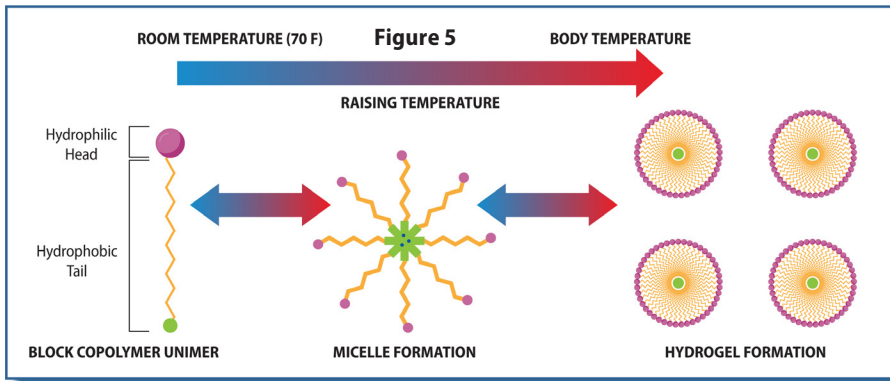 Figure 5
ROOM TEMPERATURE (70 F)
BODY TEMPERATURE
RAISING TEMPERATURE
Hydrophilic
Head
Hydrophobic
Tail
BLOCK COPOLYMER UNIMER
MICELLE FORMATION
HYDROGEL FORMATION